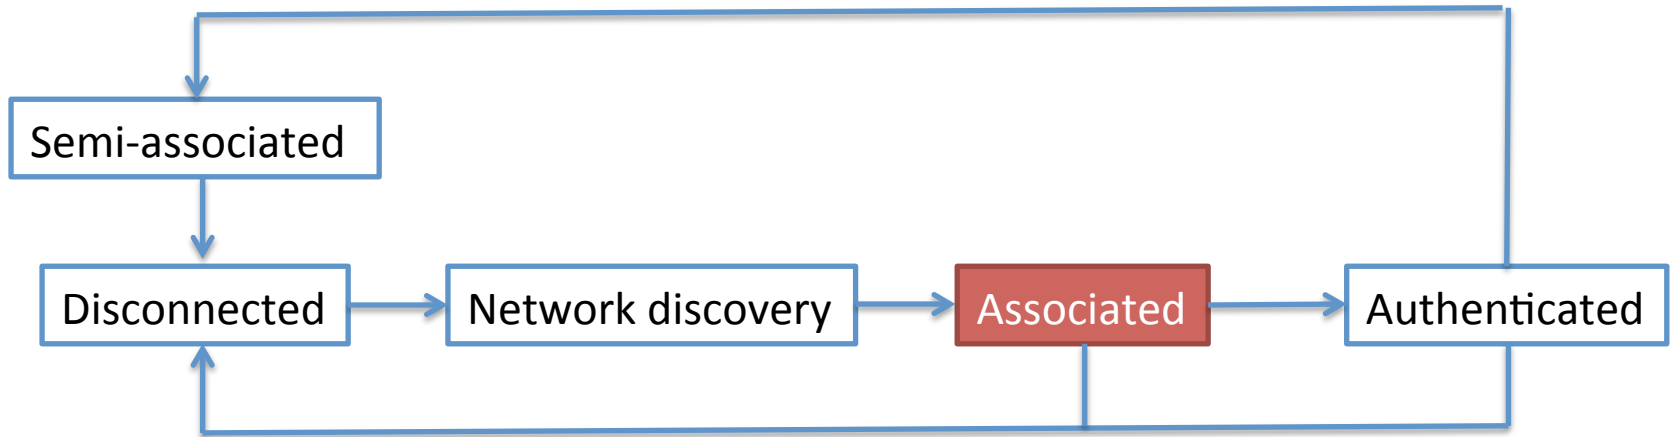 Semi-associated
Disconnected
Network discovery
Associated
Authenticated